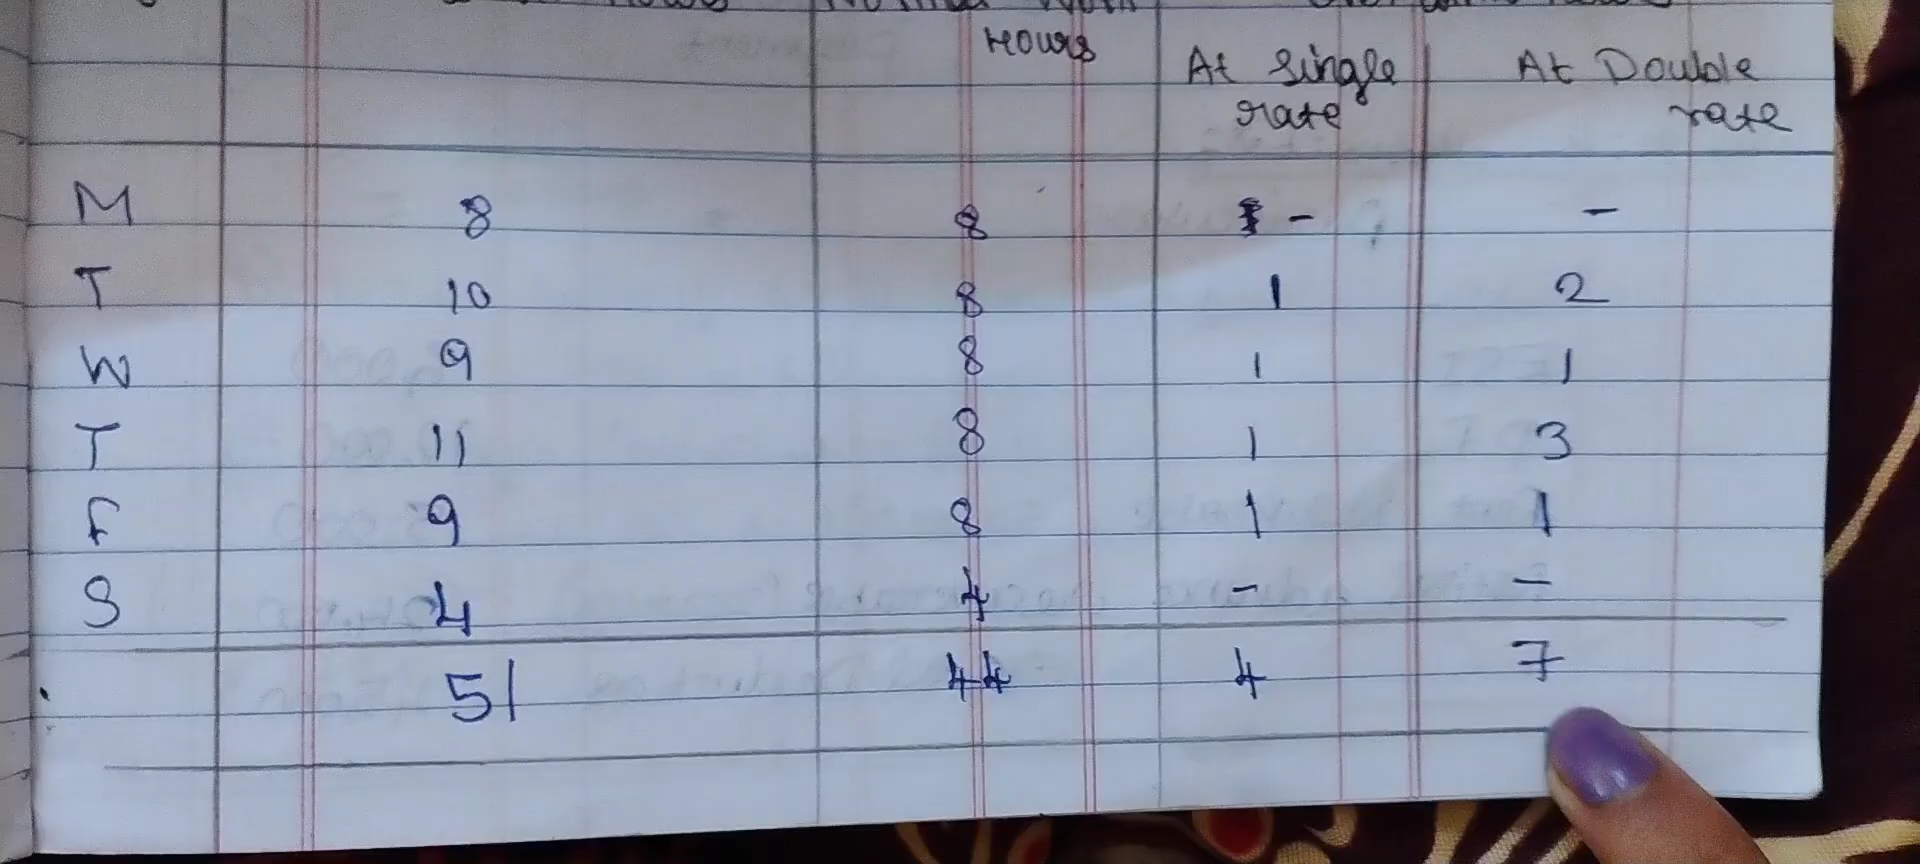 Hours
At Single At Double
rate rate
M 8 8 - -
T 10 8 1 2
W 9 8 1 1
T 11 8 1 3
F 9 8 1 1
S 4 4 - -
51 44 4 7